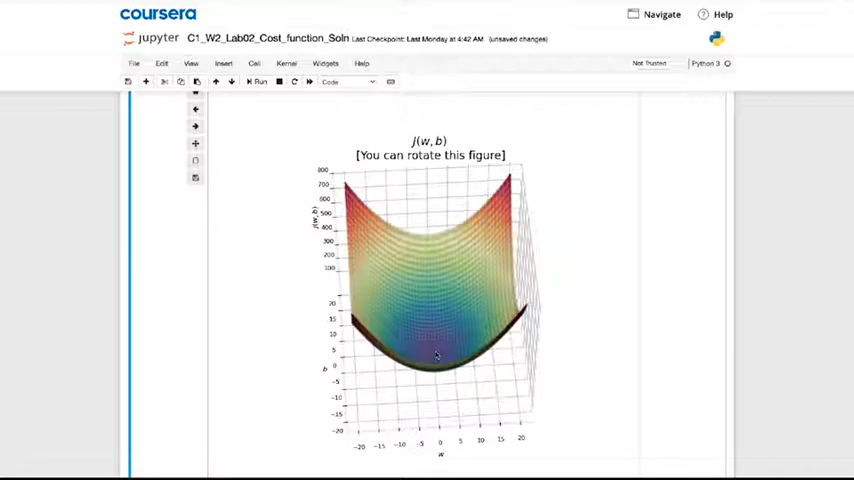 coursera
Navigate
Help
jupyter C1_W2_Lab02_Cost_function_Soln Last Checkpoint: Last Monday at 4:42 AM (unsaved changes)
File Edit View Insert Cell Kernel Widgets Help
Not Trusted
Python 3
Run
Code
J(w,b)
[You can rotate this figure]
800
700
600
500
400
300
200
100
J(w,b)
20
15
10
5
0
−5
−10
−15
−20
b
−20 −15 −10 −5 0 5 10 15 20
w